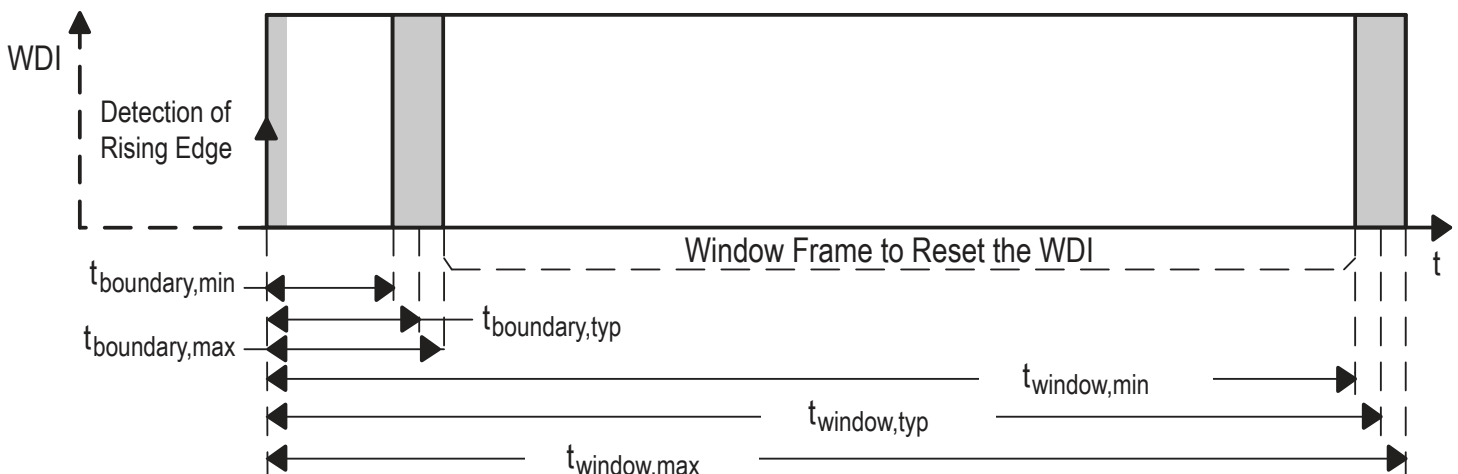 WDI
Detection of
Rising Edge
Window Frame to Reset the WDI
t
tboundary,min
tboundary,typ
tboundary,max
twindow,min
twindow,typ
twindow,max